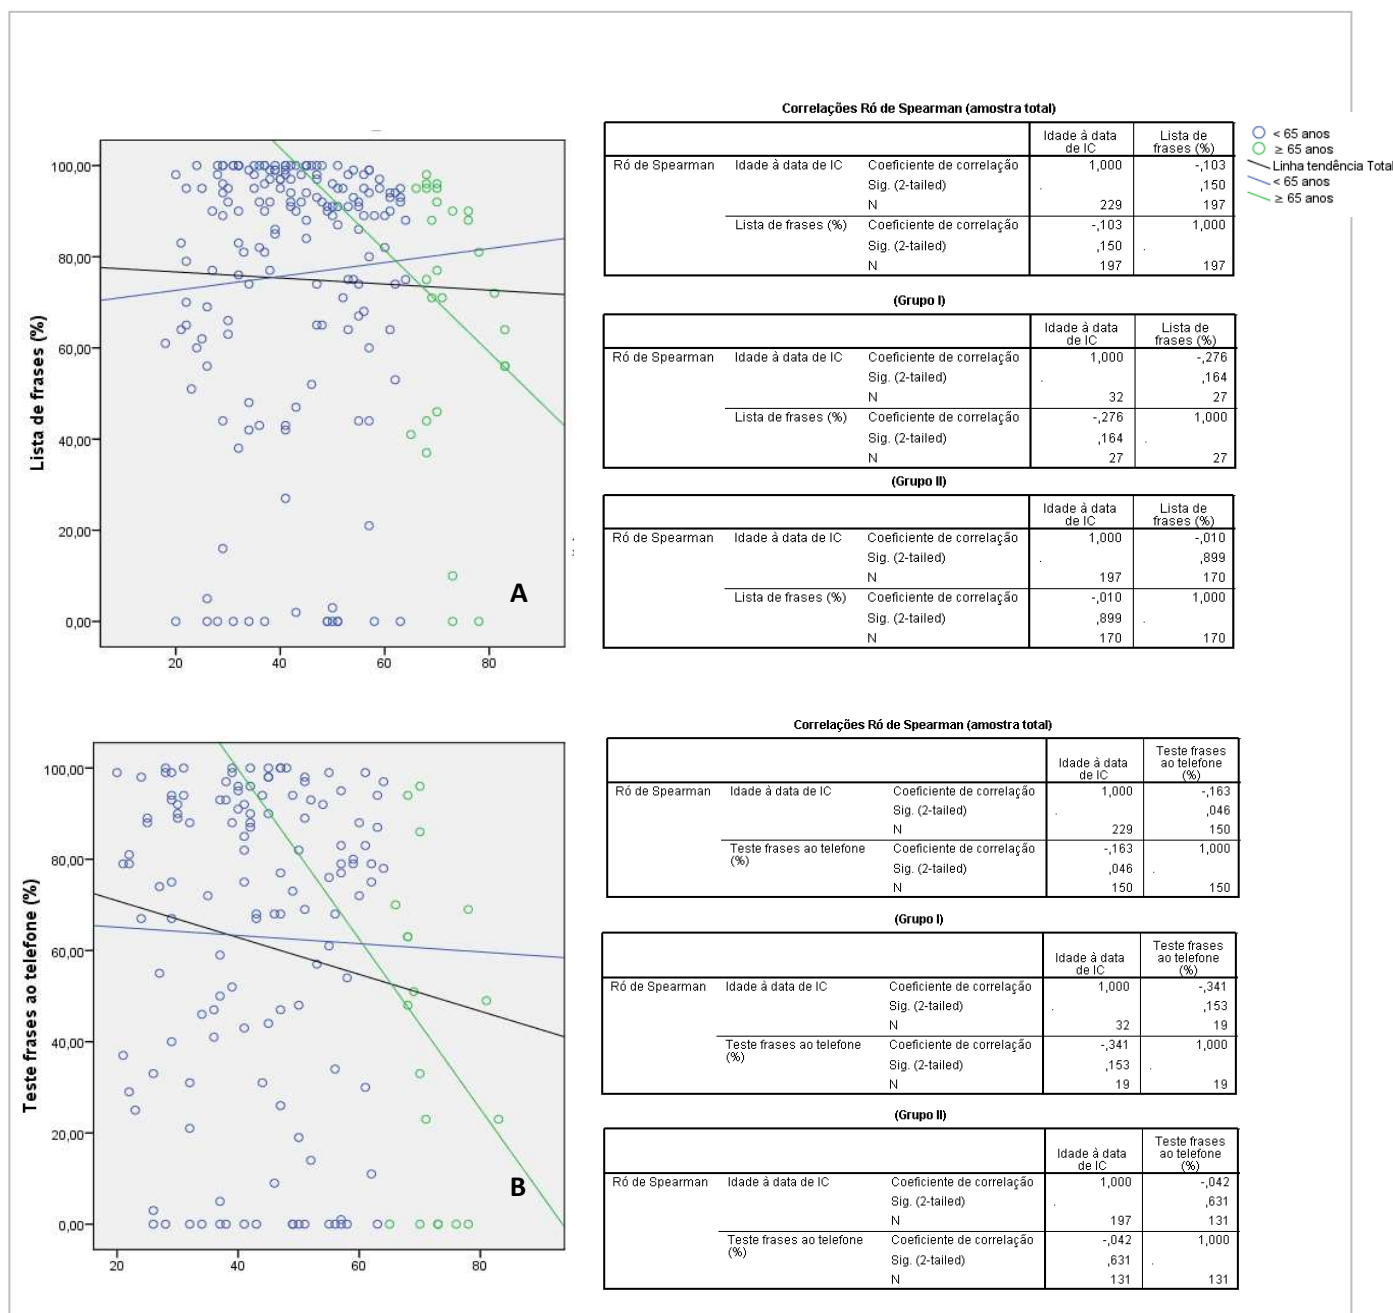 Correlações Ró de Spearman (amostra total)
Idade à data de IC Lista de frases (%)
Ró de Spearman Idade à data de IC Coeficiente de correlação 1,000 -,103
Sig. (2-tailed) . ,150
N 229 197
Lista de frases (%) Coeficiente de correlação -,103 1,000
Sig. (2-tailed) ,150 .
N 197 197
< 65 anos
≥ 65 anos
Linha tendência Total
< 65 anos
≥ 65 anos
(Grupo I)
Idade à data de IC Lista de frases (%)
Ró de Spearman Idade à data de IC Coeficiente de correlação 1,000 -,276
Sig. (2-tailed) . ,164
N 32 27
Lista de frases (%) Coeficiente de correlação -,276 1,000
Sig. (2-tailed) ,164 .
N 27 27
(Grupo II)
Idade à data de IC Lista de frases (%)
Ró de Spearman Idade à data de IC Coeficiente de correlação 1,000 -,010
Sig. (2-tailed) . ,899
N 197 170
Lista de frases (%) Coeficiente de correlação -,010 1,000
Sig. (2-tailed) ,899 .
N 170 170
Lista de frases (%)
100,00
80,00
60,00
40,00
20,00
0,00
20 40 60 80
A
Correlações Ró de Spearman (amostra total)
Idade à data de IC Teste frases ao telefone (%)
Ró de Spearman Idade à data de IC Coeficiente de correlação 1,000 -,163
Sig. (2-tailed) . ,046
N 229 150
Teste frases ao telefone (%) Coeficiente de correlação -,163 1,000
Sig. (2-tailed) ,046 .
N 150 150
(Grupo I)
Idade à data de IC Teste frases ao telefone (%)
Ró de Spearman Idade à data de IC Coeficiente de correlação 1,000 -,341
Sig. (2-tailed) . ,153
N 32 19
Teste frases ao telefone (%) Coeficiente de correlação -,341 1,000
Sig. (2-tailed) ,153 .
N 19 19
(Grupo II)
Idade à data de IC Teste frases ao telefone (%)
Ró de Spearman Idade à data de IC Coeficiente de correlação 1,000 -,042
Sig. (2-tailed) . ,631
N 197 131
Teste frases ao telefone (%) Coeficiente de correlação -,042 1,000
Sig. (2-tailed) ,631 .
N 131 131
Teste frases ao telefone (%)
100,00
80,00
60,00
40,00
20,00
0,00
20 40 60 80
B